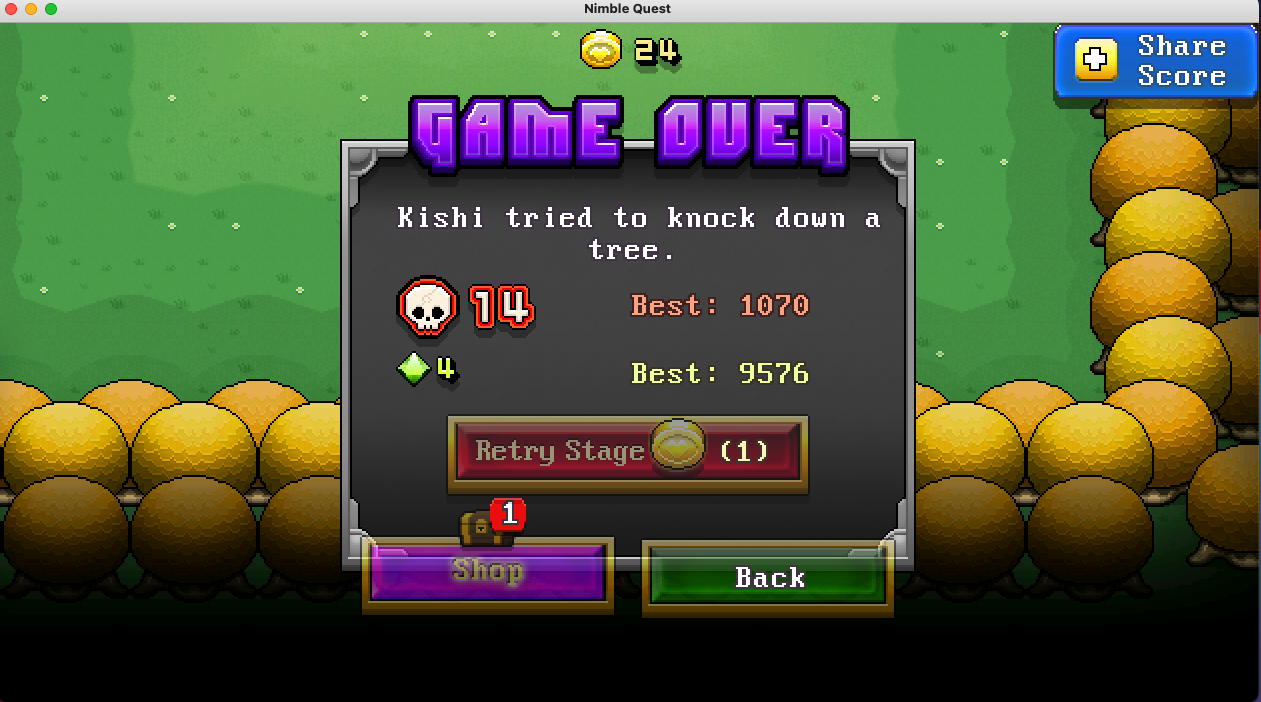 Nimble Quest
24
Share
Score
GAME OVER
Kishi tried to knock down a
tree.
14
Best: 1070
4
Best: 9576
Retry Stage (1)
1
Shop
Back